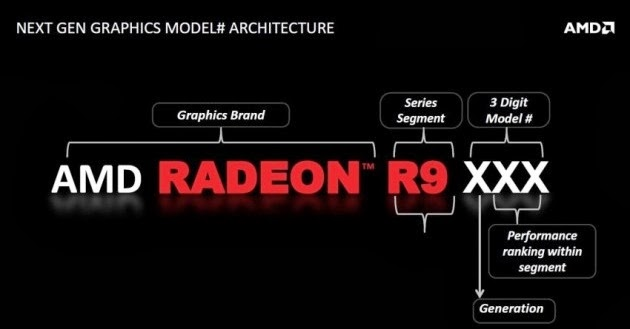 NEXT GEN GRAPHICS MODEL# ARCHITECTURE
AMD
Graphics Brand
Series
Segment
3 Digit
Model #
AMD RADEON™ R9 XXX
Performance
ranking within
segment
Generation